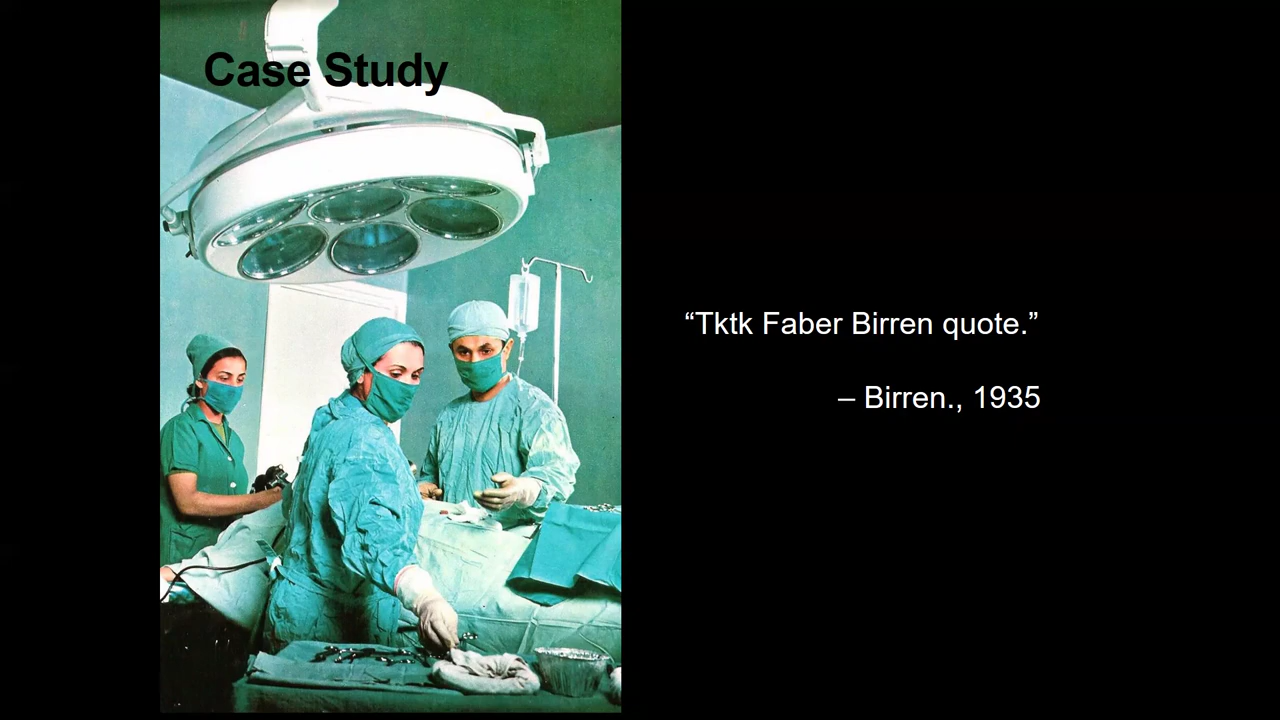 Case Study
“Tktk Faber Birren quote.”
– Birren., 1935